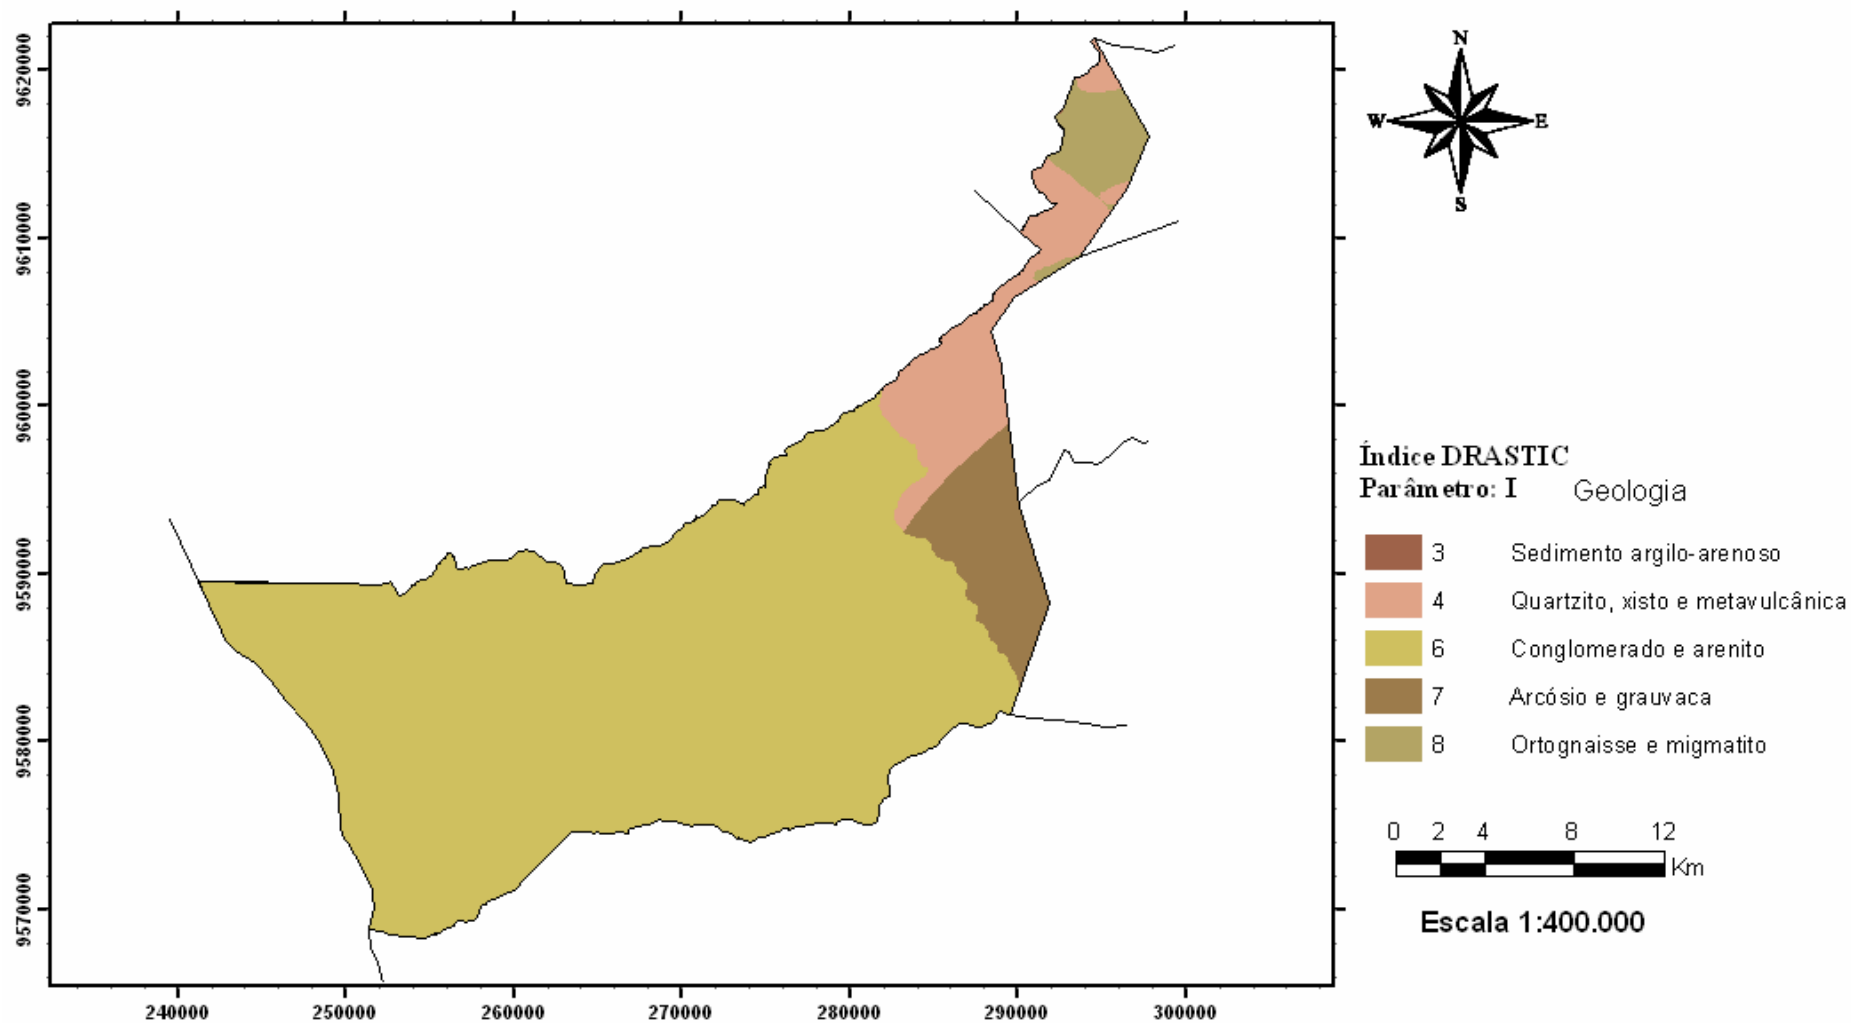 N
W E
S
9620000
9610000
9600000
9590000
9580000
9570000
240000 250000 260000 270000 280000 290000 300000
Índice DRASTIC
Parâmetro: I Geologia
3 Sedimento argilo-arenoso
4 Quartzito, xisto e metavulcânica
6 Conglomerado e arenito
7 Arcósio e grauvaca
8 Ortognaisse e migmatito
0 2 4 8 12
Km
Escala 1:400.000